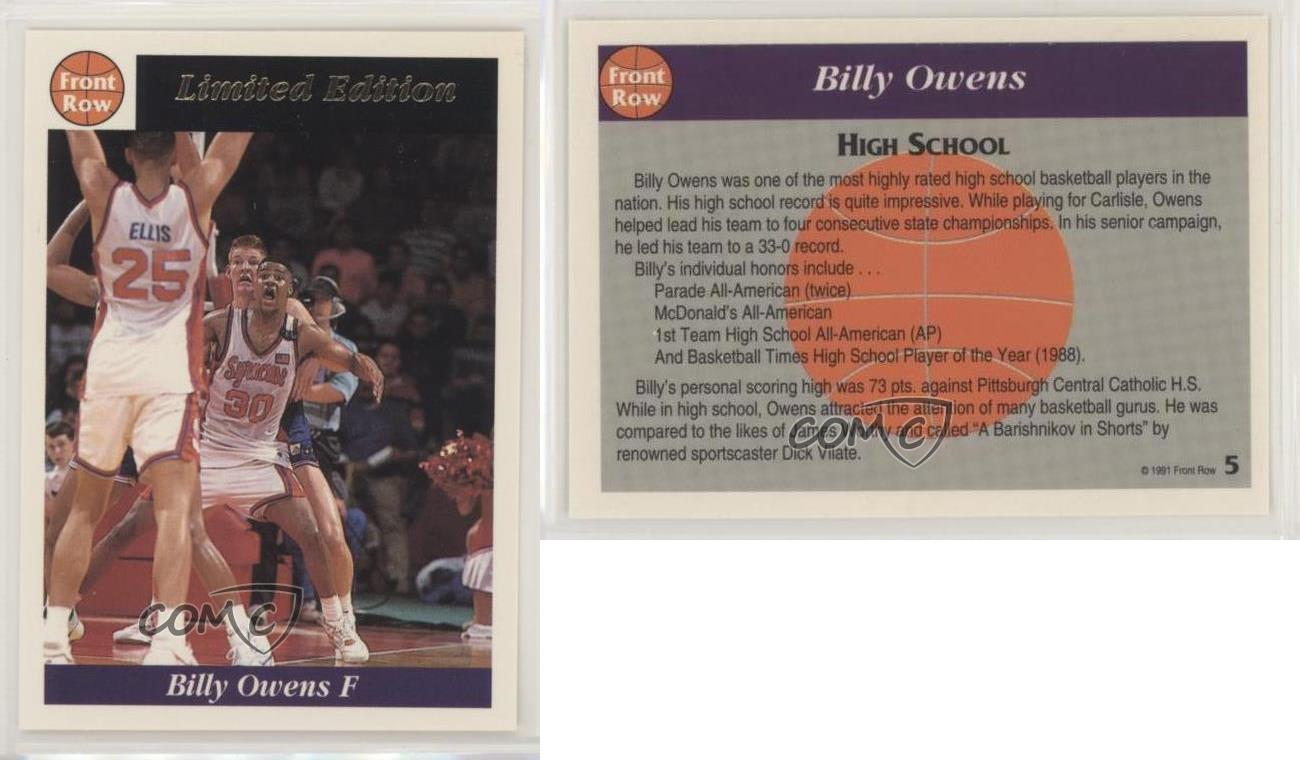 Front
Row
Limited Edition
ELLIS
25
Syracuse
30
COMC
Billy Owens F
Front
Row
Billy Owens
HIGH SCHOOL
Billy Owens was one of the most highly rated high school basketball players in the
nation. His high school record is quite impressive. While playing for Carlisle, Owens
helped lead his team to four consecutive state championships. In his senior campaign,
he led his team to a 33-0 record.
Billy's individual honors include . . .
Parade All-American (twice)
McDonald's All-American
1st Team High School All-American (AP)
And Basketball Times High School Player of the Year (1988).
Billy's personal scoring high was 73 pts. against Pittsburgh Central Catholic H.S.
While in high school, Owens attracted the attention of many basketball gurus. He was
compared to the likes of James Worthy and called "A Barishnikov in Shorts" by
renowned sportscaster Dick Vilate.
COMC
© 1991 Front Row 5